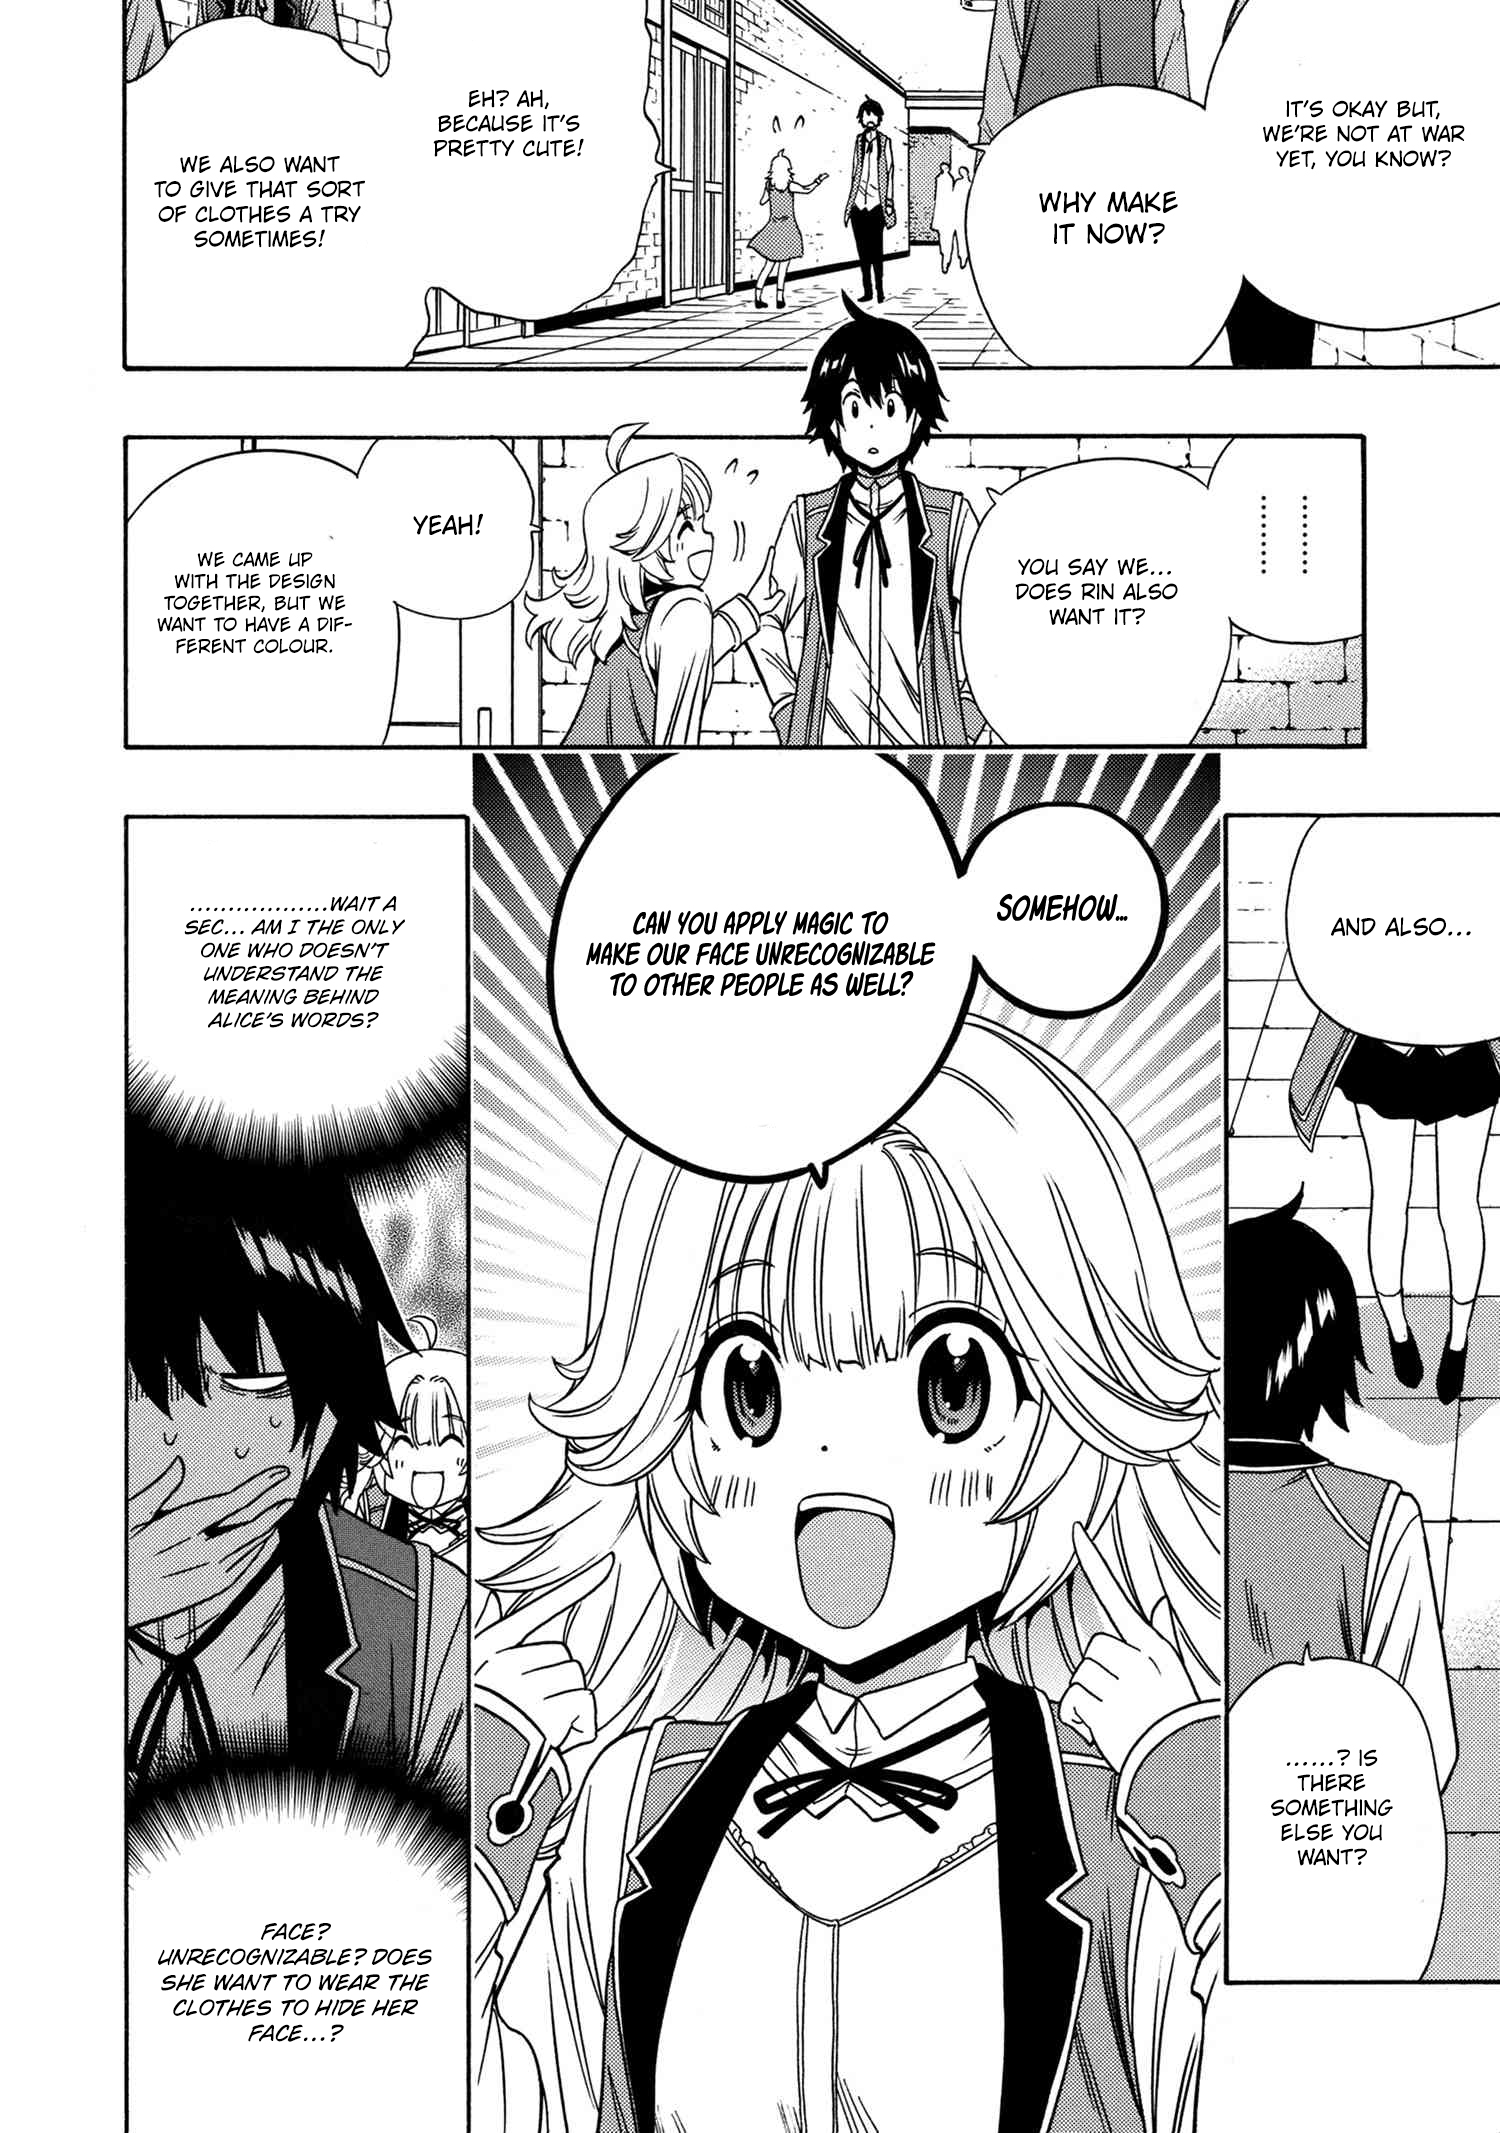 IT'S OKAY BUT,
WE'RE NOT AT WAR
YET, YOU KNOW?
WHY MAKE
IT NOW?
EH? AH,
BECAUSE IT'S
PRETTY CUTE!
WE ALSO WANT
TO GIVE THAT SORT
OF CLOTHES A TRY
SOMETIMES!
..........
YOU SAY WE...
DOES RIN ALSO
WANT IT?
YEAH!
WE CAME UP
WITH THE DESIGN
TOGETHER, BUT WE
WANT TO HAVE A DIF-
FERENT COLOUR.
AND ALSO...
......? IS
THERE
SOMETHING
ELSE YOU
WANT?
SOMEHOW...
CAN YOU APPLY MAGIC TO
MAKE OUR FACE UNRECOGNIZABLE
TO OTHER PEOPLE AS WELL?
..................WAIT A
SEC... AM I THE ONLY
ONE WHO DOESN'T
UNDERSTAND THE
MEANING BEHIND
ALICE'S WORDS?
FACE?
UNRECOGNIZABLE? DOES
SHE WANT TO WEAR THE
CLOTHES TO HIDE HER
FACE...?